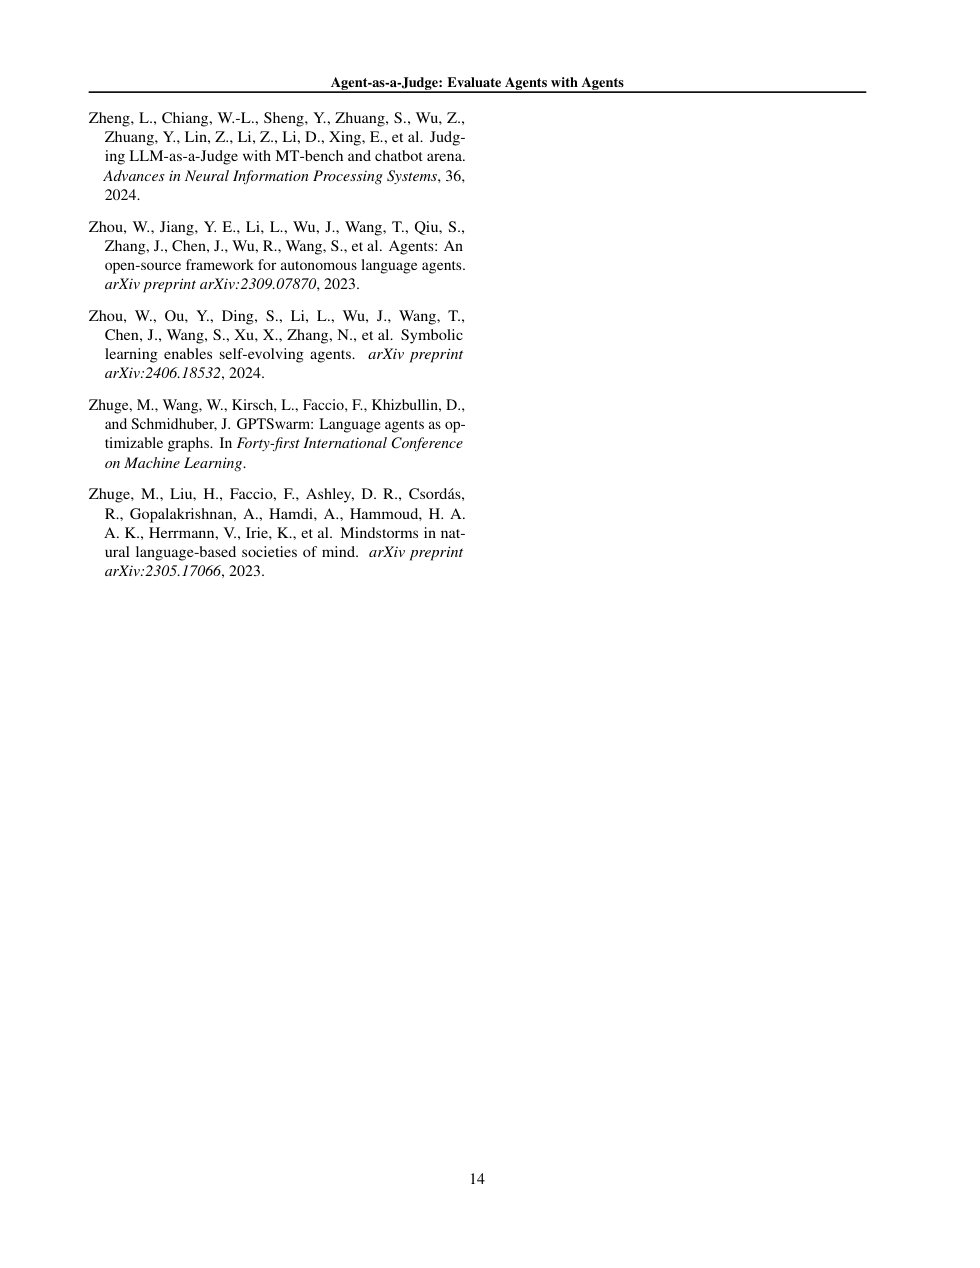 Agent-as-a-Judge: Evaluate Agents with Agents
Zheng, L., Chiang, W.-L., Sheng, Y., Zhuang, S., Wu, Z.,
Zhuang, Y., Lin, Z., Li, Z., Li, D., Xing, E., et al. Judg-
ing LLM-as-a-Judge with MT-bench and chatbot arena.
Advances in Neural Information Processing Systems, 36,
2024.
Zhou, W., Jiang, Y. E., Li, L., Wu, J., Wang, T., Qiu, S.,
Zhang, J., Chen, J., Wu, R., Wang, S., et al. Agents: An
open-source framework for autonomous language agents.
arXiv preprint arXiv:2309.07870, 2023.
Zhou, W., Ou, Y., Ding, S., Li, L., Wu, J., Wang, T.,
Chen, J., Wang, S., Xu, X., Zhang, N., et al. Symbolic
learning enables self-evolving agents. arXiv preprint
arXiv:2406.18532, 2024.
Zhuge, M., Wang, W., Kirsch, L., Faccio, F., Khizbullin, D.,
and Schmidhuber, J. GPTSwarm: Language agents as op-
timizable graphs. In Forty-first International Conference
on Machine Learning.
Zhuge, M., Liu, H., Faccio, F., Ashley, D. R., Csordás,
R., Gopalakrishnan, A., Hamdi, A., Hammoud, H. A.
A. K., Herrmann, V., Irie, K., et al. Mindstorms in nat-
ural language-based societies of mind. arXiv preprint
arXiv:2305.17066, 2023.
14